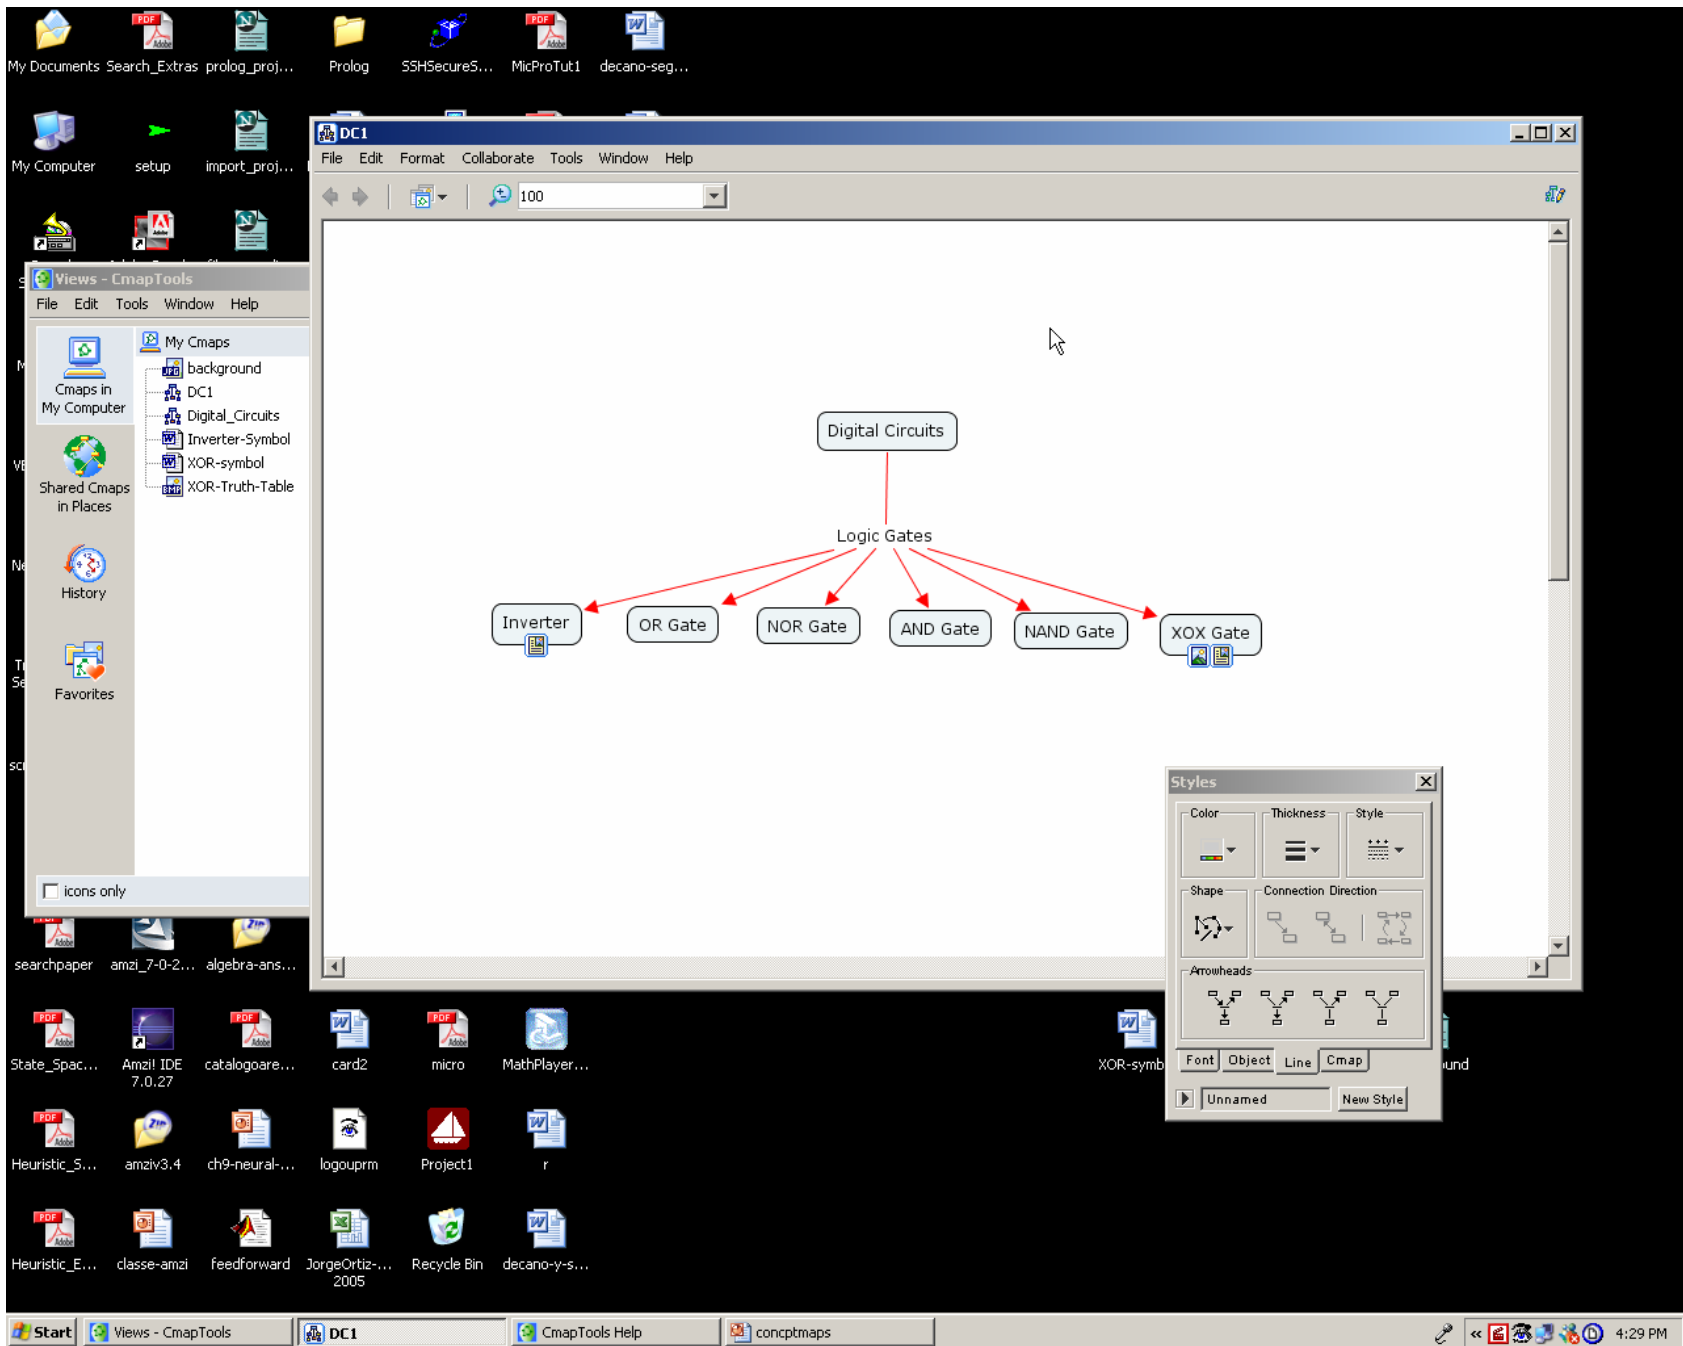 My Documents
Search_Extras
prolog_proj...
Prolog
SSHSecureS...
MicProTut1
decano-seg...
My Computer
setup
import_proj...
DC1
File Edit Format Collaborate Tools Window Help
100
Views - CmapTools
File Edit Tools Window Help
Cmaps in
My Computer
Shared Cmaps
in Places
History
Favorites
My Cmaps
background
DC1
Digital_Circuits
Inverter-Symbol
XOR-symbol
XOR-Truth-Table
icons only
Digital Circuits
Logic Gates
Inverter
OR Gate
NOR Gate
AND Gate
NAND Gate
XOX Gate
Styles
Color
Thickness
Style
Shape
Connection Direction
Arrowheads
Font Object Line Cmap
Unnamed
New Style
searchpaper
amzi_7-0-2...
algebra-ans...
State_Spac...
Amzi! IDE
7.0.27
catalogoare...
card2
micro
MathPlayer...
XOR-symb
und
Heuristic_S...
amziv3.4
ch9-neural-...
logouprm
Project1
r
Heuristic_E...
classe-amzi
feedforward
JorgeOrtiz-...
2005
Recycle Bin
decano-y-s...
Start
Views - CmapTools
DC1
CmapTools Help
concptmaps
4:29 PM